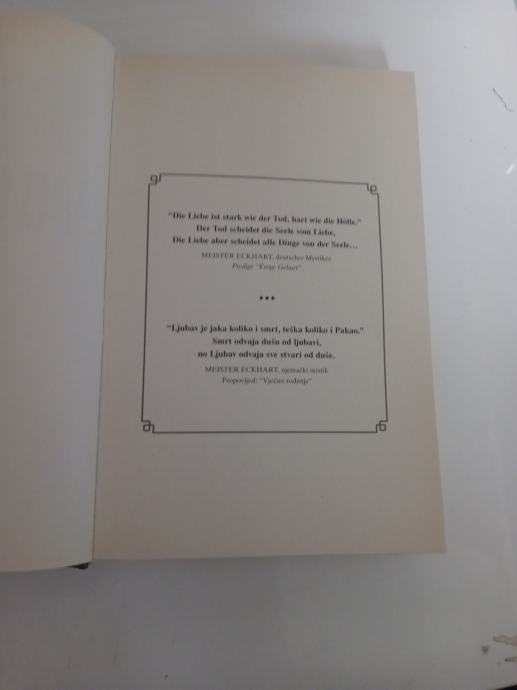 "Die Liebe ist stark wie der Tod, hart wie die Hölle."
Der Tod scheidet die Seele vom Liebe,
Die Liebe aber scheidet alle Dinge von der Seele...
MEISTER ECKHART, deutscher Mystiker
Predigt "Ewige Geburt"
***
"Ljubav je jaka koliko i smrt, teška koliko i Pakao."
Smrt odvaja dušu od ljubavi,
no Ljubav odvaja sve stvari od duše.
MEISTER ECKHART, njemački mistik
Propovijed: "Vječno rođenje"